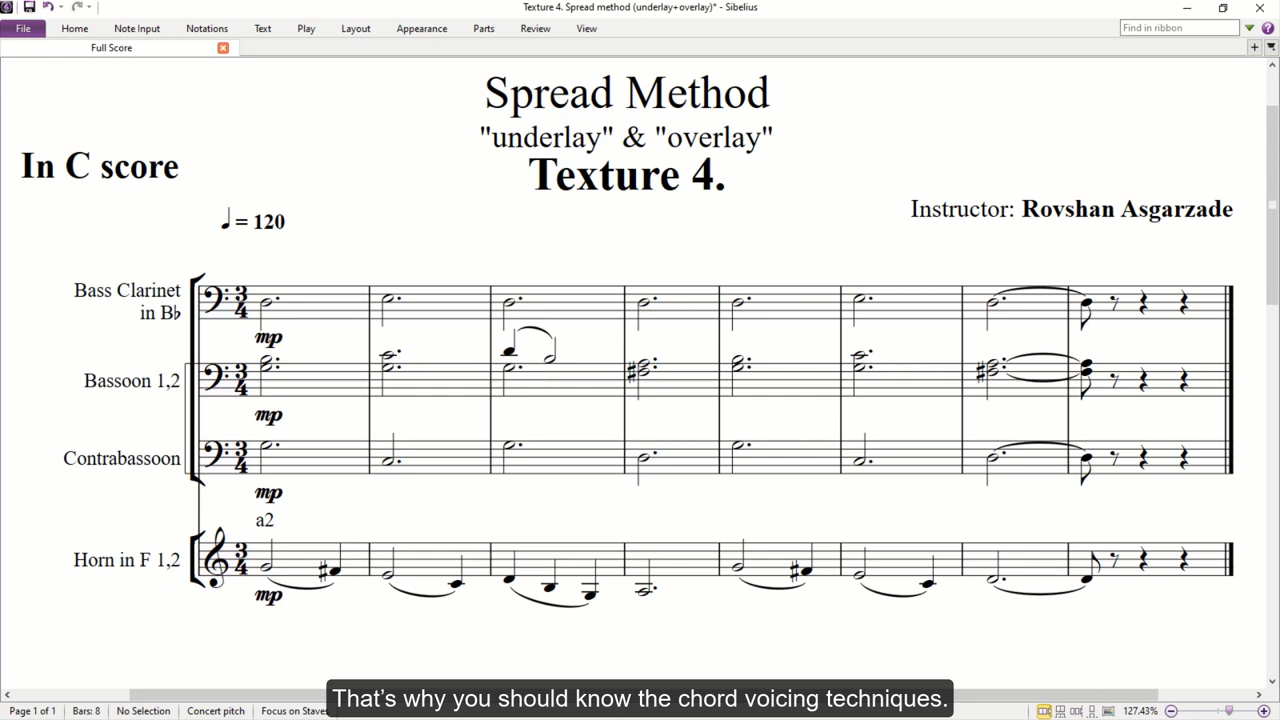 Texture 4. Spread method (underlay+overlay)* - Sibelius
File Home Note Input Notations Text Play Layout Appearance Parts Review View Find in ribbon
Full Score
Spread Method
"underlay" & "overlay"
In C score
Texture 4.
Instructor: Rovshan Asgarzade
= 120
Bass Clarinet
in B♭
mp
Bassoon 1,2
mp
Contrabassoon
mp
a2
Horn in F 1,2
mp
That's why you should know the chord voicing techniques.
Page 1 of 1 Bars: 8 No Selection Concert pitch Focus on Staves 127.43%